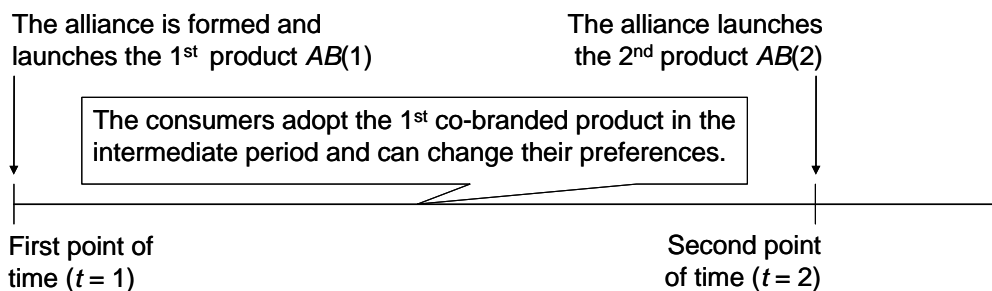 The alliance is formed and
launches the 1st product AB(1)
The alliance launches
the 2nd product AB(2)
The consumers adopt the 1st co-branded product in the
intermediate period and can change their preferences.
First point of
time (t = 1)
Second point
of time (t = 2)